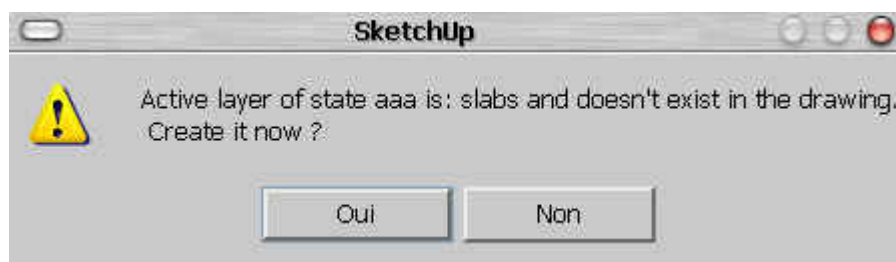 SketchUp
Active layer of state aaa is: slabs and doesn't exist in the drawing.
Create it now ?
Oui Non